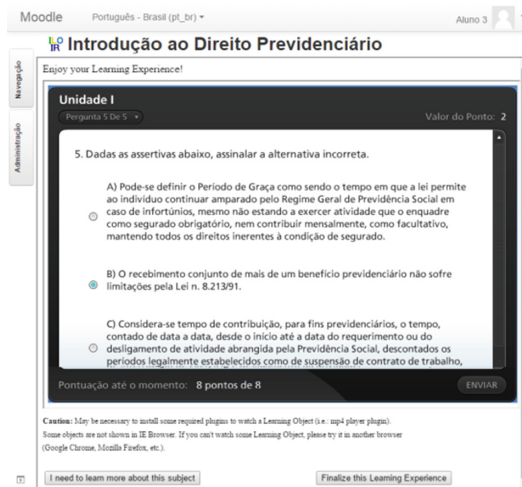 Moodle
Português - Brasil (pt_br)
Aluno 3
Navegação
Administração
Introdução ao Direito Previdenciário
Enjoy your Learning Experience!
Unidade I
Pergunta 5 De 5
Valor do Ponto: 2
5. Dadas as assertivas abaixo, assinalar a alternativa incorreta.
A) Pode-se definir o Período de Graça como sendo o tempo em que a lei permite
ao indivíduo continuar amparado pelo Regime Geral de Previdência Social em
caso de infortúnios, mesmo não estando a exercer atividade que o enquadre
como segurado obrigatório, nem contribuir mensalmente, como facultativo,
mantendo todos os direitos inerentes à condição de segurado.
B) O recebimento conjunto de mais de um benefício previdenciário não sofre
limitações pela Lei n. 8.213/91.
C) Considera-se tempo de contribuição, para fins previdenciários, o tempo,
contado de data a data, desde o início até a data do requerimento ou do
desligamento de atividade abrangida pela Previdência Social, descontados os
períodos legalmente estabelecidos como de suspensão de contrato de trabalho,
Pontuação até o momento: 8 pontos de 8
ENVIAR
Caution: May be necessary to install some required plugins to watch a Learning Object (i.e.: mp4 player plugin).
Some objects are not shown in IE Browser. If you can't watch some Learning Object, please try it in another browser
(Google Chrome, Mozilla Firefox, etc.).
I need to learn more about this subject
Finalize this Learning Experience